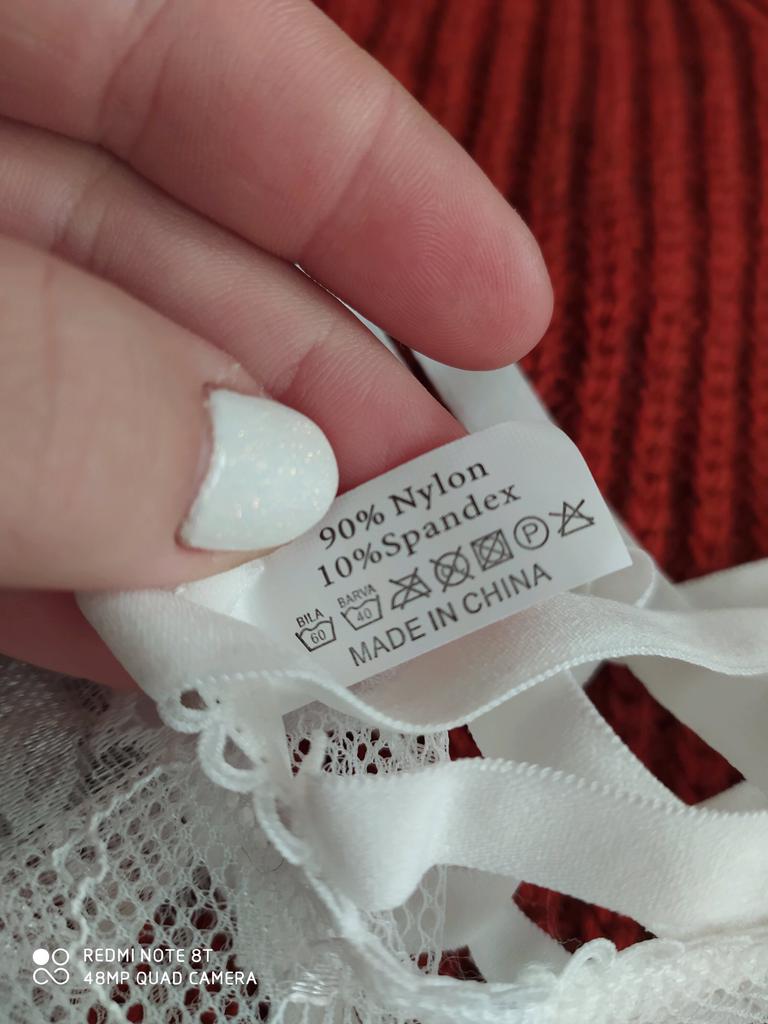 90% Nylon
10%Spandex
BILA 60 BARVA 40 P
MADE IN CHINA
REDMI NOTE 8T
48MP QUAD CAMERA